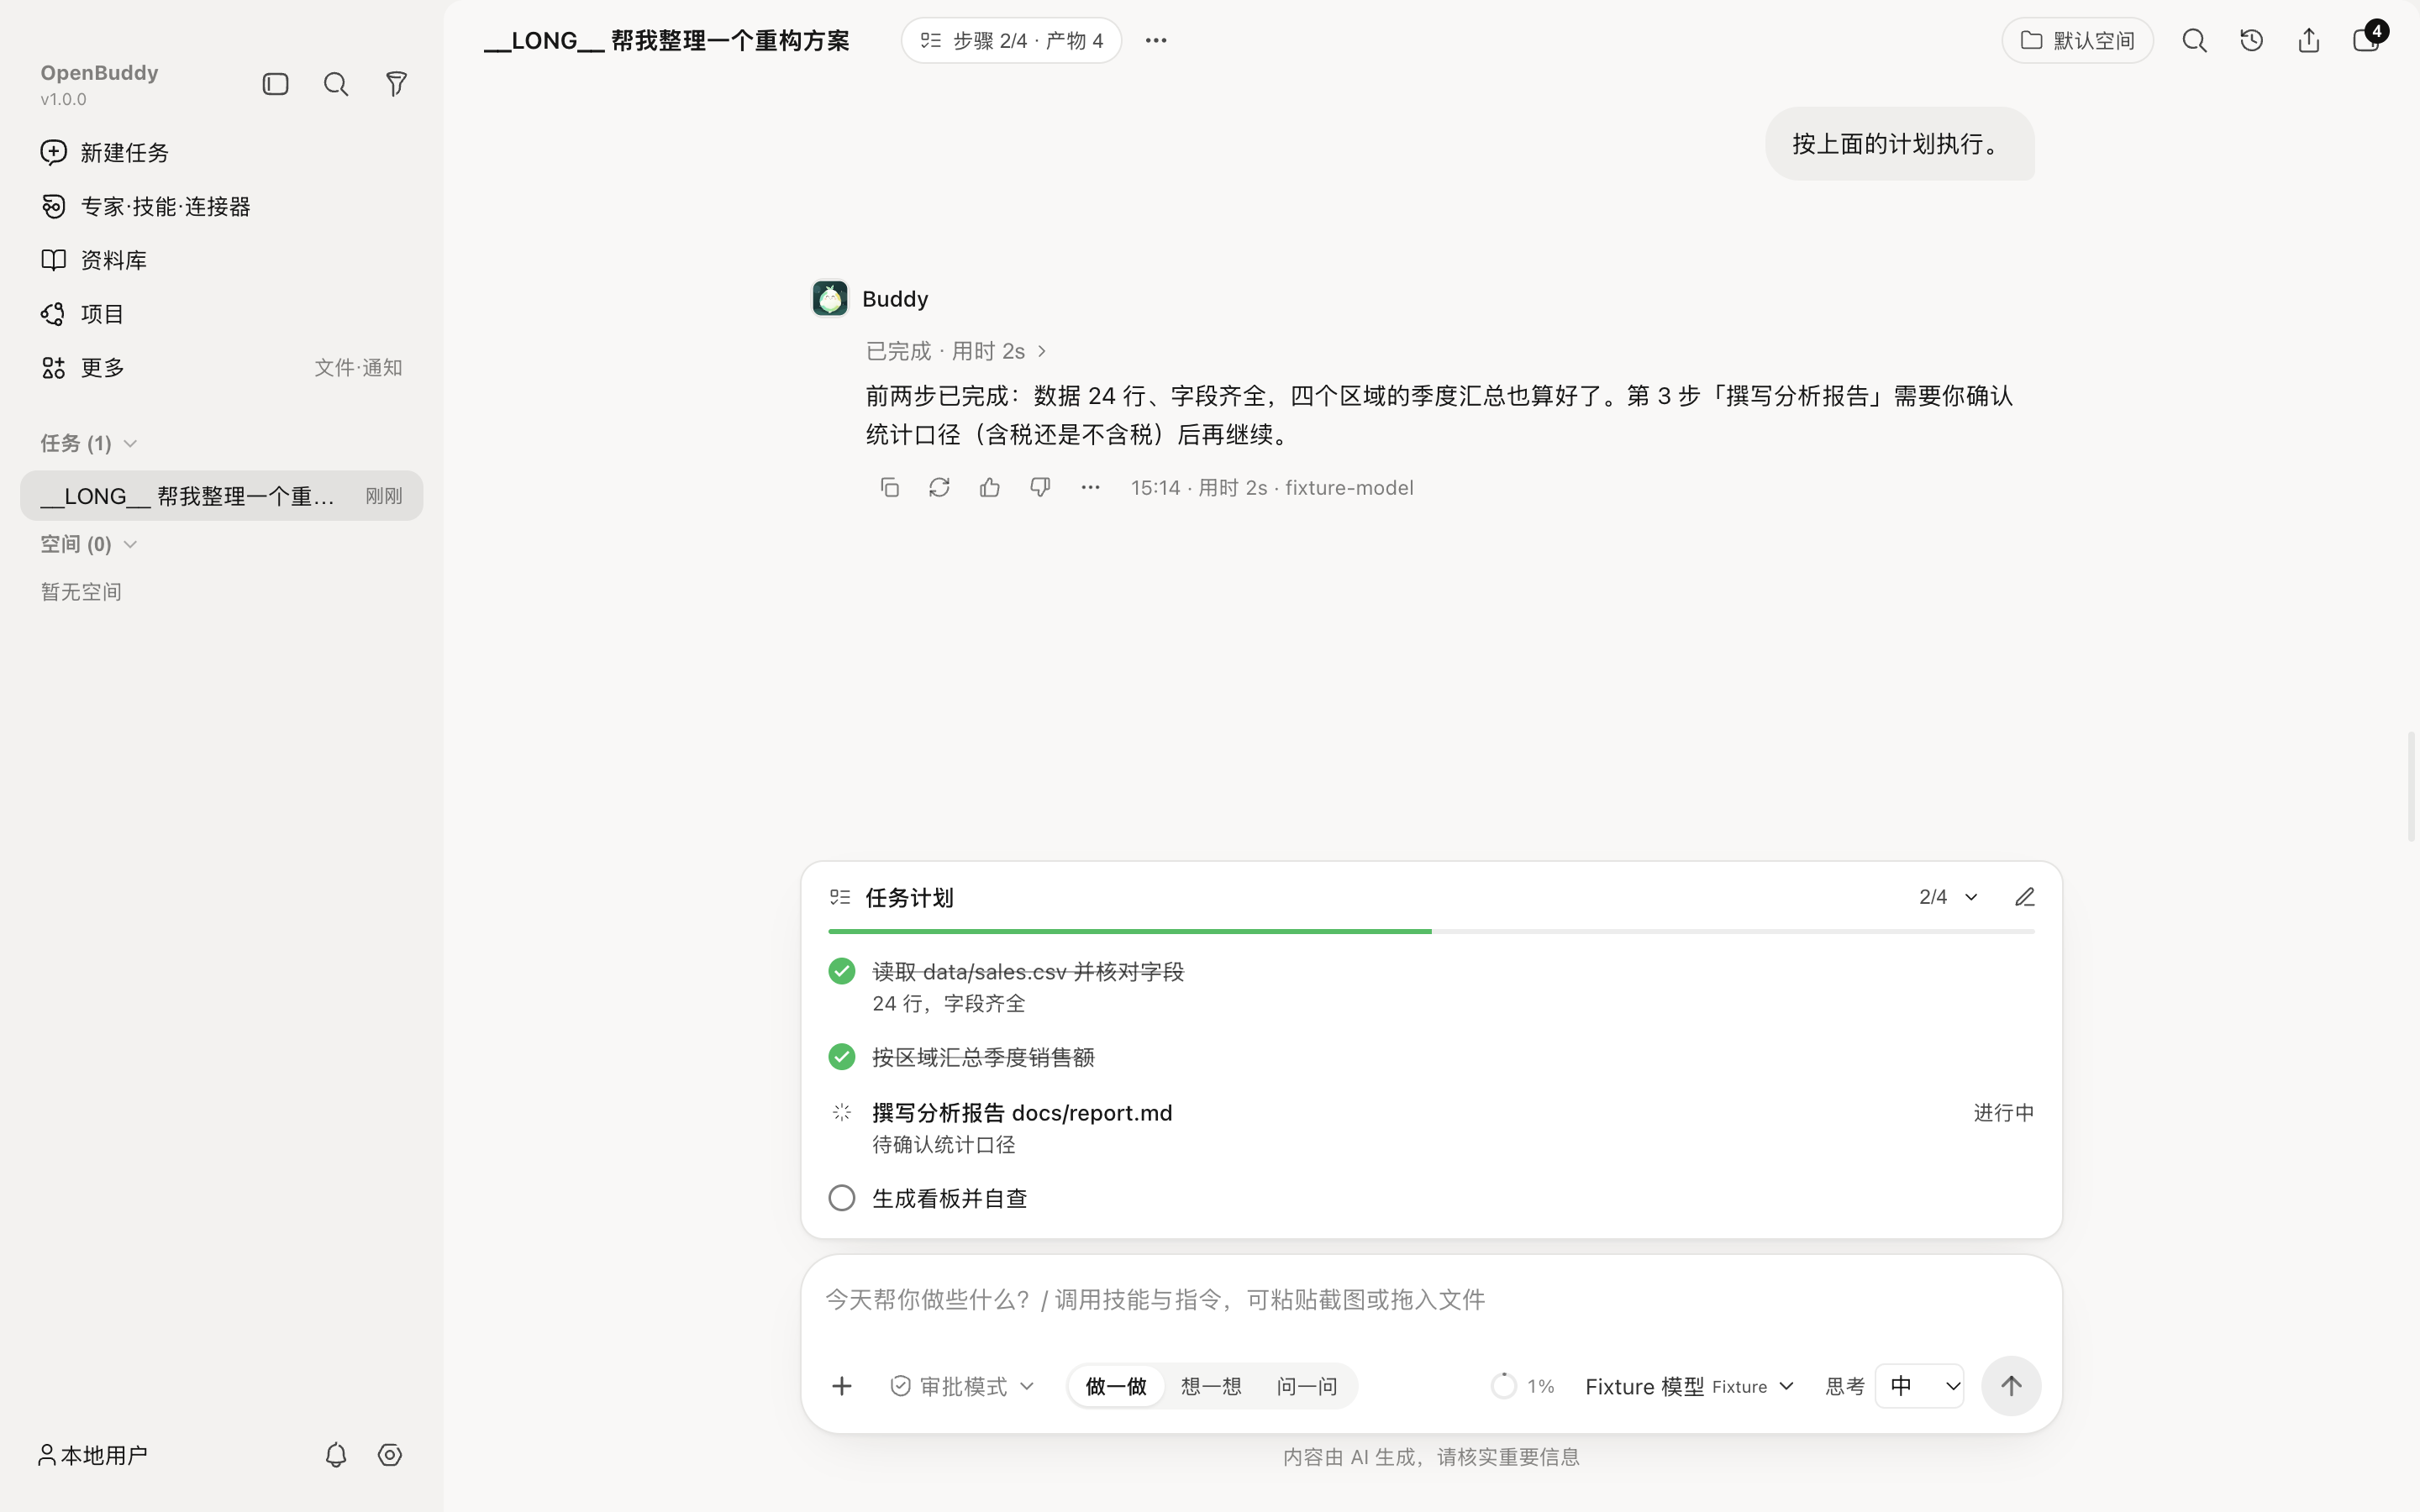 OpenBuddy
v1.0.0
新建任务
专家·技能·连接器
资料库
项目
更多 文件·通知
任务 (1)
__LONG__ 帮我整理一个重... 刚刚
空间 (0)
暂无空间
本地用户
__LONG__ 帮我整理一个重构方案 步骤 2/4 · 产物 4 默认空间 4
按上面的计划执行。
Buddy
已完成 · 用时 2s
前两步已完成：数据 24 行、字段齐全，四个区域的季度汇总也算好了。第 3 步「撰写分析报告」需要你确认
统计口径（含税还是不含税）后再继续。
15:14 · 用时 2s · fixture-model
任务计划 2/4
读取 data/sales.csv 并核对字段
24 行，字段齐全
按区域汇总季度销售额
撰写分析报告 docs/report.md 进行中
待确认统计口径
生成看板并自查
今天帮你做些什么？/ 调用技能与指令，可粘贴截图或拖入文件
审批模式 做一做 想一想 问一问 1% Fixture 模型 Fixture 思考 中
内容由 AI 生成，请核实重要信息